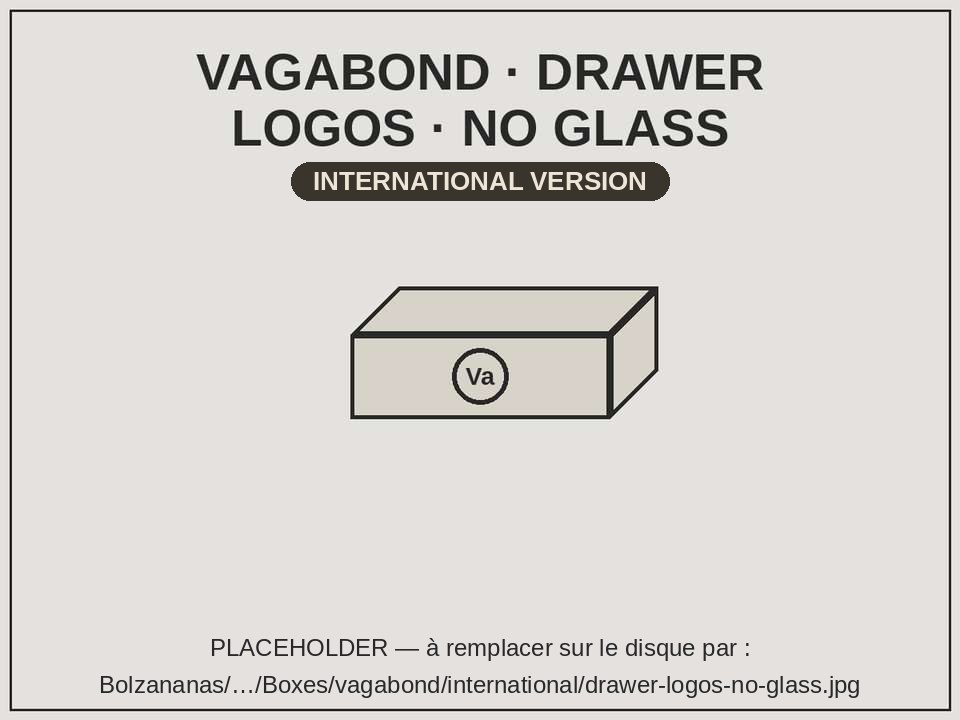 VAGABOND · DRAWER
LOGOS · NO GLASS
INTERNATIONAL VERSION
Va
PLACEHOLDER — à remplacer sur le disque par :
Bolzananas/…/Boxes/vagabond/international/drawer-logos-no-glass.jpg